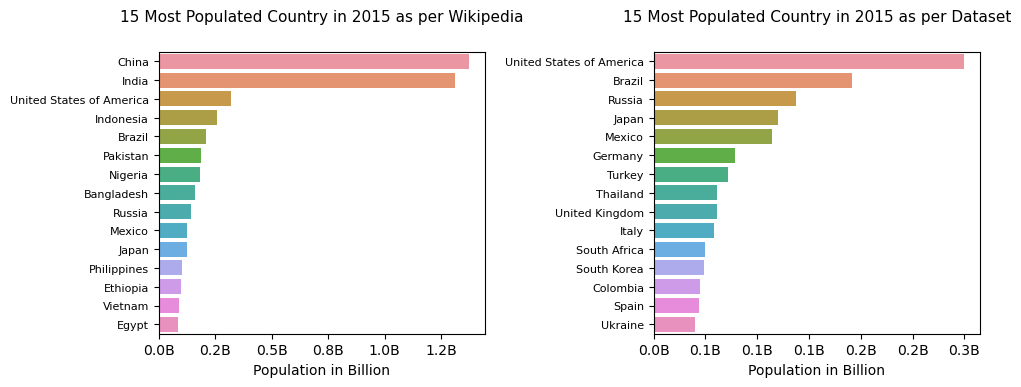 15 Most Populated Country in 2015 as per Wikipedia
China
India
United States of America
Indonesia
Brazil
Pakistan
Nigeria
Bangladesh
Russia
Mexico
Japan
Philippines
Ethiopia
Vietnam
Egypt
0.0B 0.2B 0.5B 0.8B 1.0B 1.2B
Population in Billion
15 Most Populated Country in 2015 as per Dataset
United States of America
Brazil
Russia
Japan
Mexico
Germany
Turkey
Thailand
United Kingdom
Italy
South Africa
South Korea
Colombia
Spain
Ukraine
0.0B 0.1B 0.1B 0.1B 0.2B 0.2B 0.3B
Population in Billion